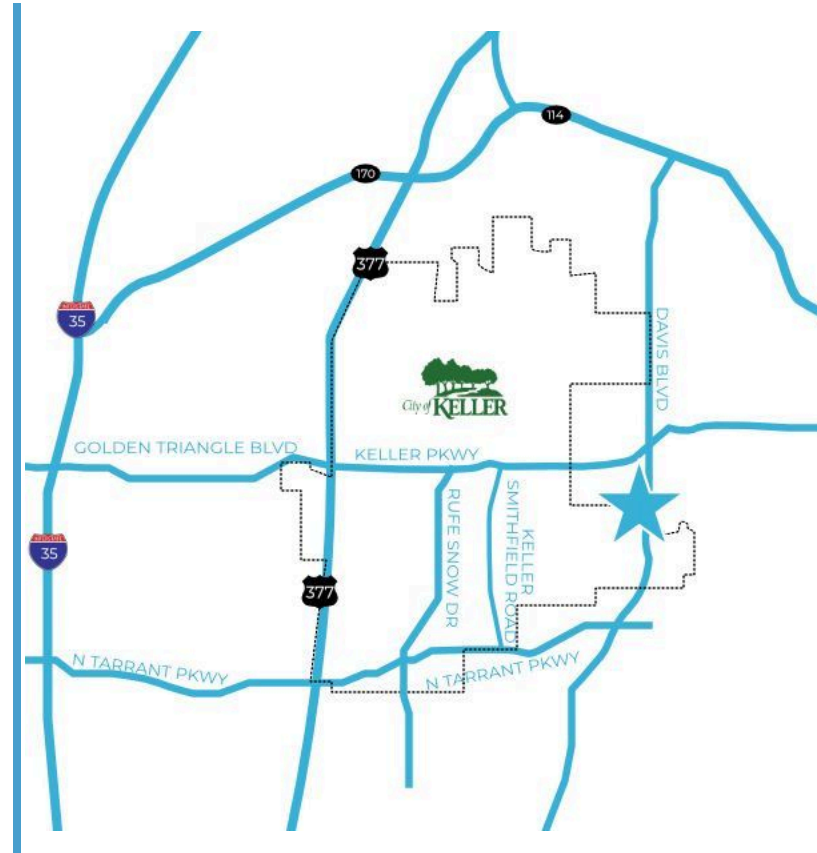 114
170
377
35
DAVIS BLVD
City of KELLER
GOLDEN TRIANGLE BLVD
KELLER PKWY
RUFE SNOW DR
KELLER
SMITHFIELD ROAD
35
377
N TARRANT PKWY
N TARRANT PKWY